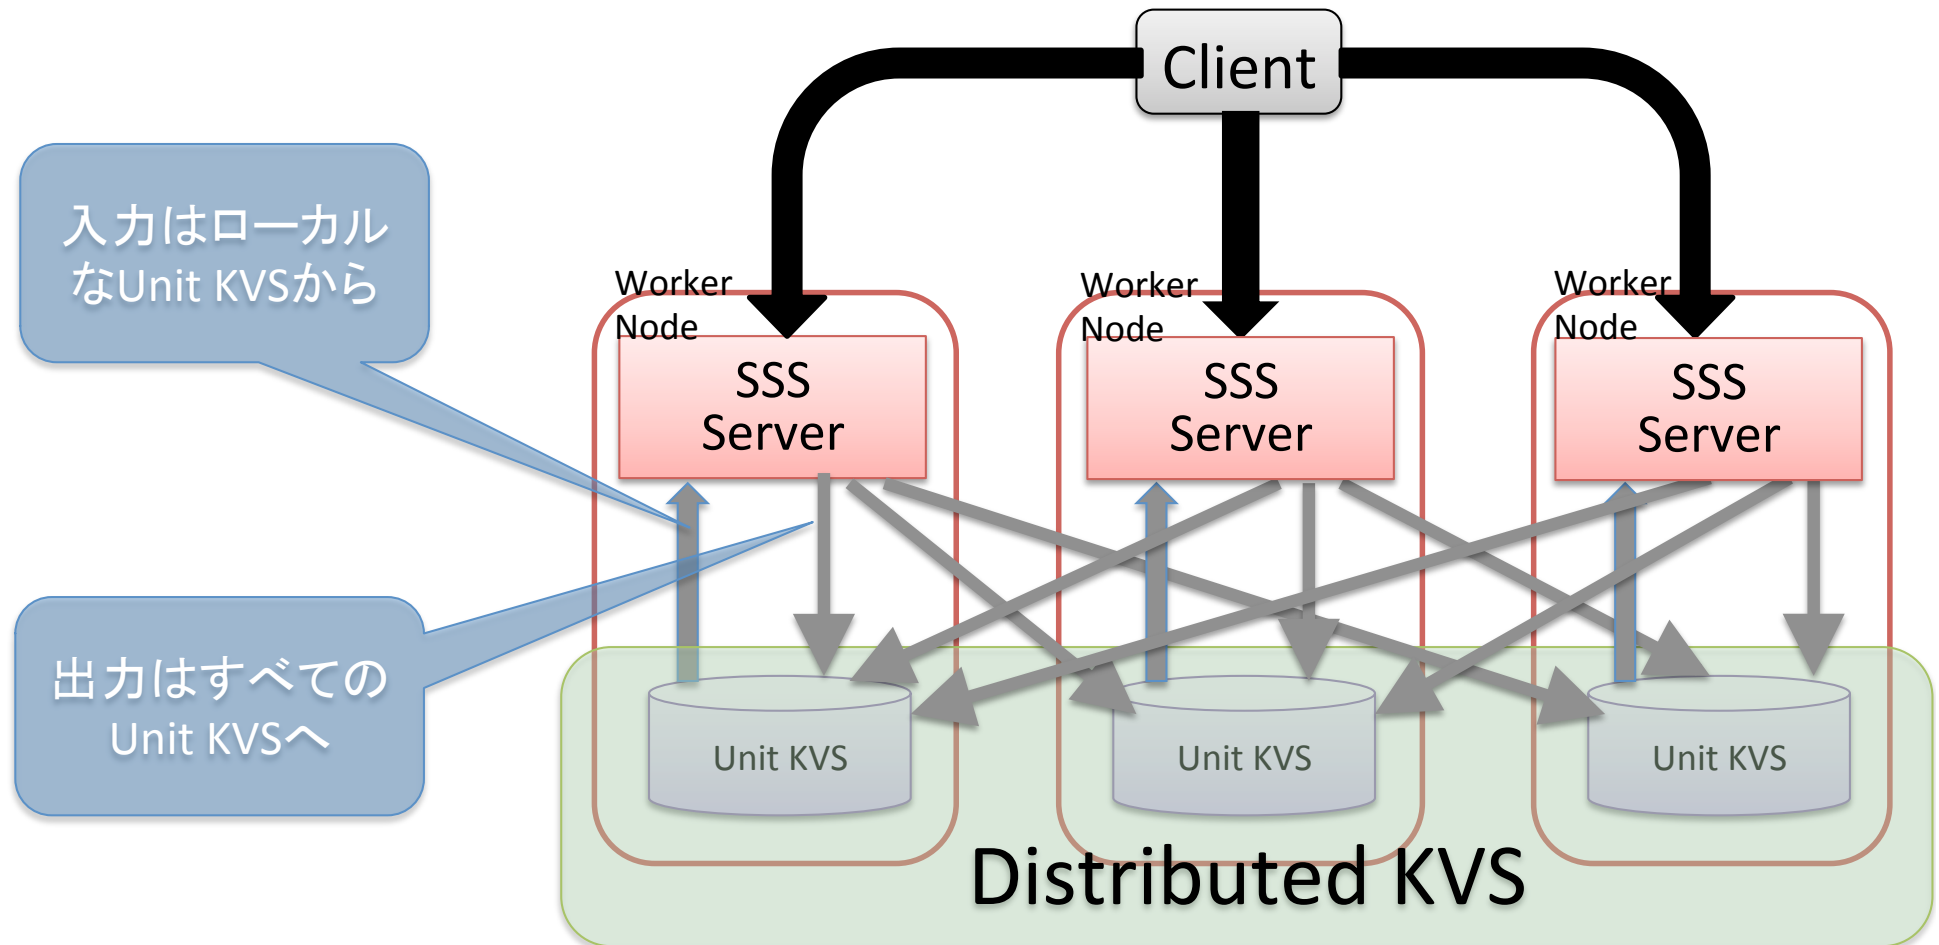 Client
入力はローカル
なUnit KVSから
Worker
Node
SSS
Server
Worker
Node
SSS
Server
Worker
Node
SSS
Server
出力はすべての
Unit KVSへ
Unit KVS
Unit KVS
Unit KVS
Distributed KVS